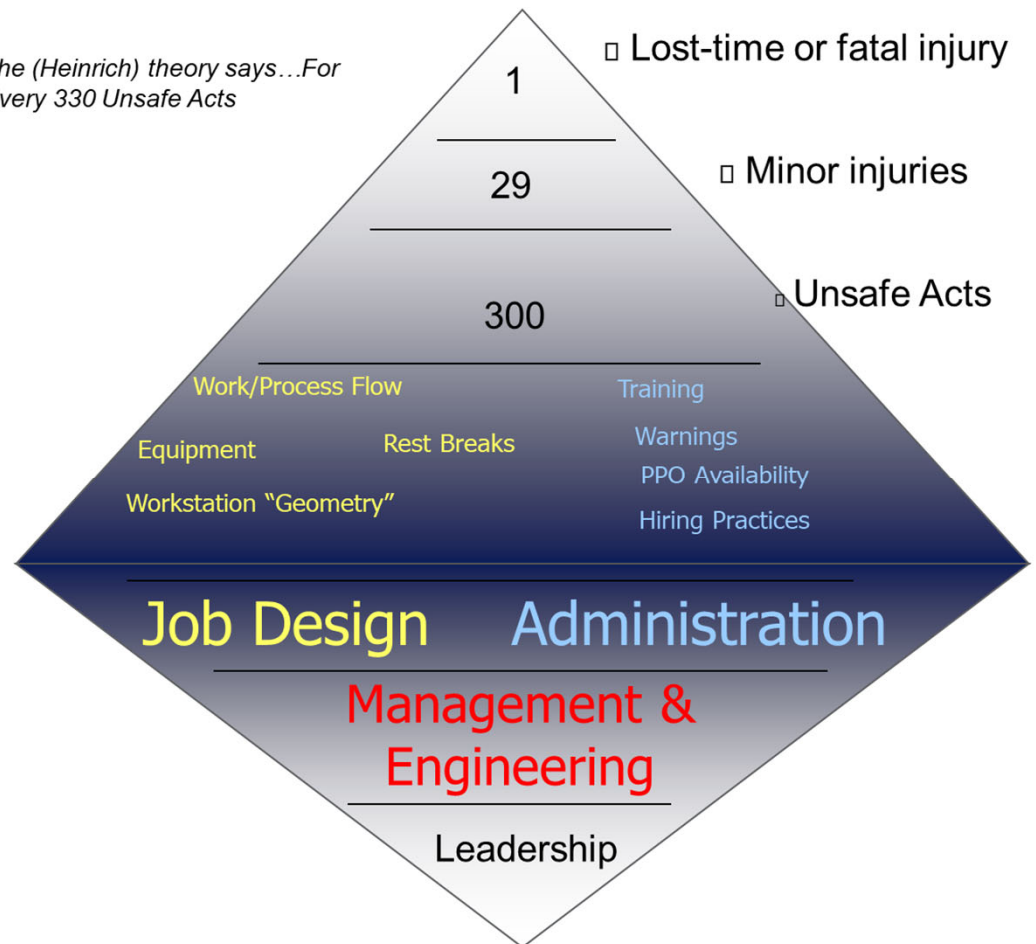 he (Heinrich) theory says…For
very 330 Unsafe Acts
1
Lost-time or fatal injury
29
Minor injuries
300
Unsafe Acts
Work/Process Flow
Training
Equipment
Rest Breaks
Warnings
PPO Availability
Workstation “Geometry”
Hiring Practices
Job Design
Administration
Management &
Engineering
Leadership